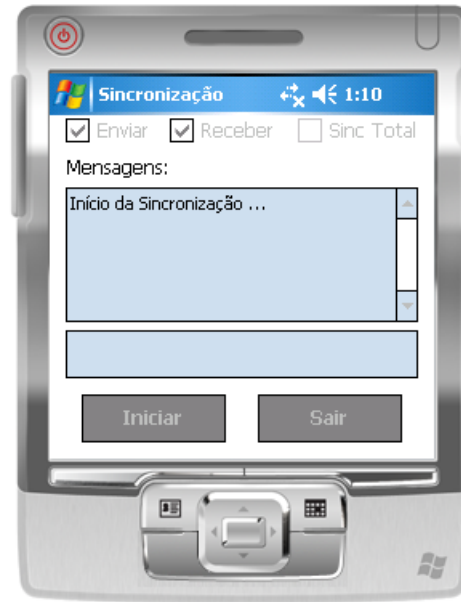 Sincronização 1:10
Enviar Receber Sinc Total
Mensagens:
Início da Sincronização ...
Iniciar Sair